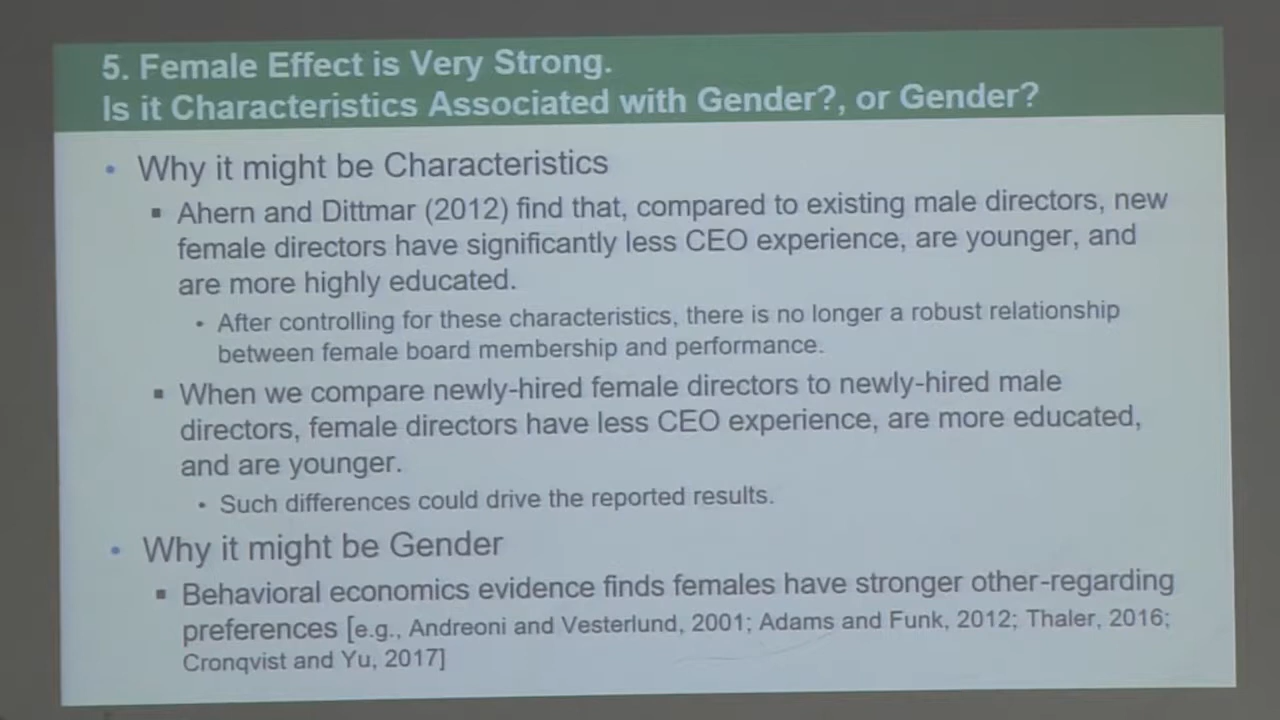 5. Female Effect is Very Strong.
Is it Characteristics Associated with Gender?, or Gender?
• Why it might be Characteristics
▪ Ahern and Dittmar (2012) find that, compared to existing male directors, new
female directors have significantly less CEO experience, are younger, and
are more highly educated.
• After controlling for these characteristics, there is no longer a robust relationship
between female board membership and performance.
▪ When we compare newly-hired female directors to newly-hired male
directors, female directors have less CEO experience, are more educated,
and are younger.
• Such differences could drive the reported results.
• Why it might be Gender
▪ Behavioral economics evidence finds females have stronger other-regarding
preferences [e.g., Andreoni and Vesterlund, 2001; Adams and Funk, 2012; Thaler, 2016;
Cronqvist and Yu, 2017]